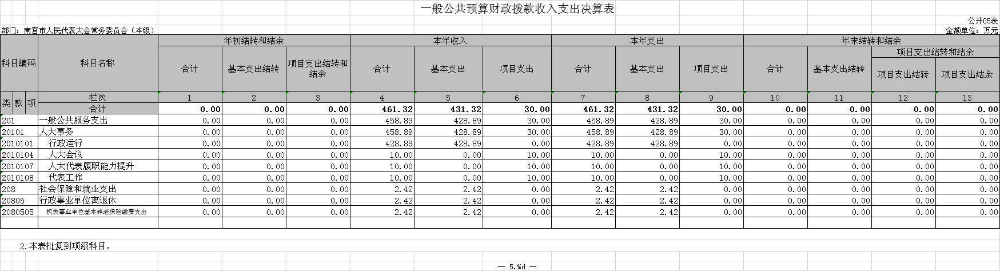 一般公共预算财政拨款收入支出决算表
公开05表
部门：南宫市人民代表大会常务委员会（本级） 金额单位：万元
科目编码 科目名称 年初结转和结余 本年收入 本年支出 年末结转和结余
合计 基本支出结转 项目支出结转和结余 合计 基本支出 项目支出 合计 基本支出 项目支出 合计 基本支出结转 项目支出结转和结余
项目支出结转 项目支出结余
类 款 项 栏次 1 2 3 4 5 6 7 8 9 10 11 12 13
合计 0.00 0.00 0.00 461.32 431.32 30.00 461.32 431.32 30.00 0.00 0.00 0.00 0.00
201 一般公共服务支出 0.00 0.00 0.00 458.89 428.89 30.00 458.89 428.89 30.00 0.00 0.00 0.00 0.00
20101 人大事务 0.00 0.00 0.00 458.89 428.89 30.00 458.89 428.89 30.00 0.00 0.00 0.00 0.00
2010101 行政运行 0.00 0.00 0.00 428.89 428.89 0.00 428.89 428.89 0.00 0.00 0.00 0.00 0.00
2010104 人大会议 0.00 0.00 0.00 10.00 0.00 10.00 10.00 0.00 10.00 0.00 0.00 0.00 0.00
2010107 人大代表履职能力提升 0.00 0.00 0.00 10.00 0.00 10.00 10.00 0.00 10.00 0.00 0.00 0.00 0.00
2010108 代表工作 0.00 0.00 0.00 10.00 0.00 10.00 10.00 0.00 10.00 0.00 0.00 0.00 0.00
208 社会保障和就业支出 0.00 0.00 0.00 2.42 2.42 0.00 2.42 2.42 0.00 0.00 0.00 0.00 0.00
20805 行政事业单位离退休 0.00 0.00 0.00 2.42 2.42 0.00 2.42 2.42 0.00 0.00 0.00 0.00 0.00
2080505 机关事业单位基本养老保险缴费支出 0.00 0.00 0.00 2.42 2.42 0.00 2.42 2.42 0.00 0.00 0.00 0.00 0.00
2.本表批复到项级科目。
— 5.%d —